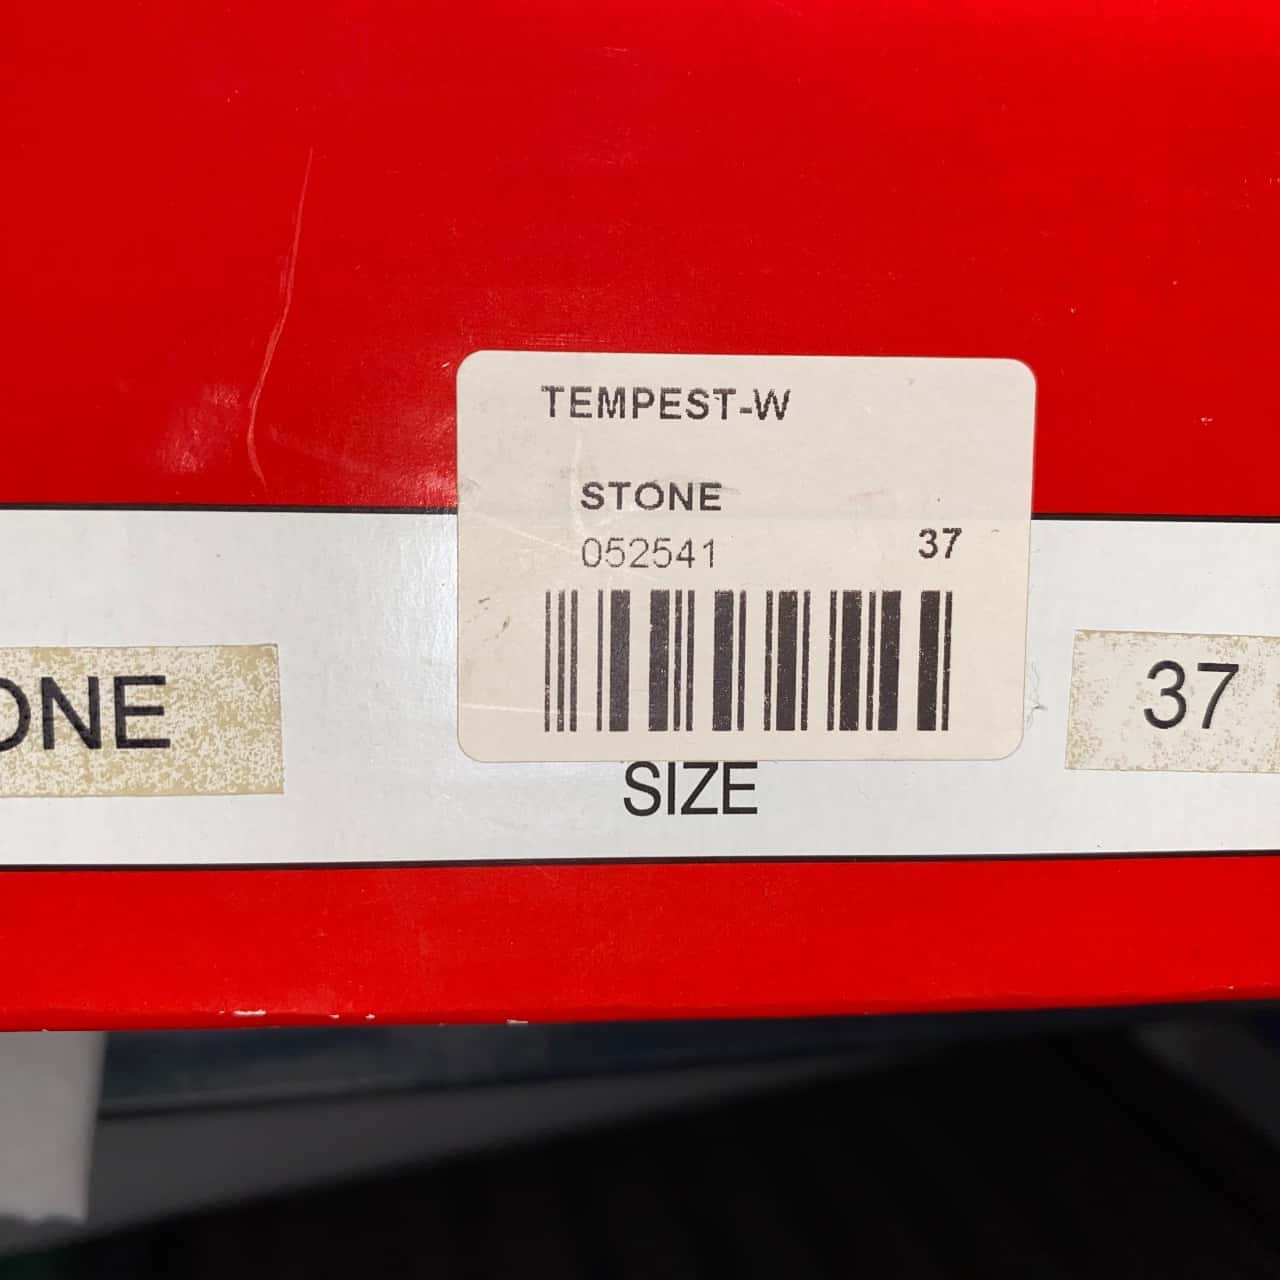 TEMPEST-W
STONE
052541
37
ONE
37
SIZE